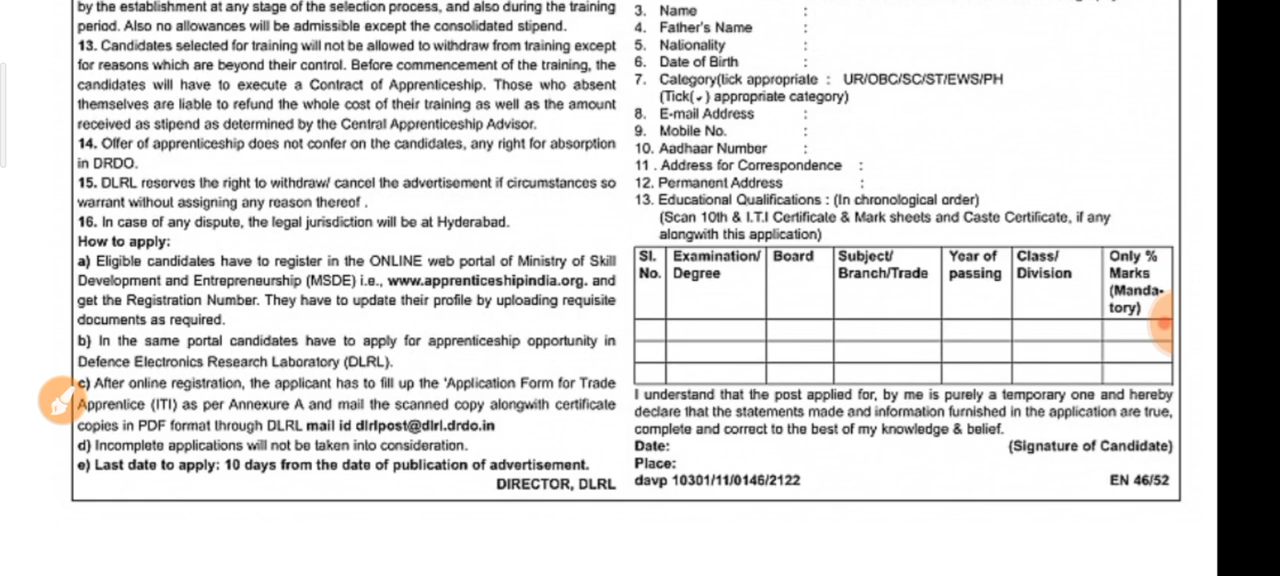 by the establishment at any stage of the selection process, and also during the training
period. Also no allowances will be admissible except the consolidated stipend.
13. Candidates selected for training will not be allowed to withdraw from training except
for reasons which are beyond their control. Before commencement of the training, the
candidates will have to execute a Contract of Apprenticeship. Those who absent
themselves are liable to refund the whole cost of their training as well as the amount
received as stipend as determined by the Central Apprenticeship Advisor.
14. Offer of apprenticeship does not confer on the candidates, any right for absorption
in DRDO.
15. DLRL reserves the right to withdraw/ cancel the advertisement if circumstances so
warrant without assigning any reason thereof .
16. In case of any dispute, the legal jurisdiction will be at Hyderabad.
How to apply:
a) Eligible candidates have to register in the ONLINE web portal of Ministry of Skill
Development and Entrepreneurship (MSDE) i.e., www.apprenticeshipindia.org. and
get the Registration Number. They have to update their profile by uploading requisite
documents as required.
b) In the same portal candidates have to apply for apprenticeship opportunity in
Defence Electronics Research Laboratory (DLRL).
c) After online registration, the applicant has to fill up the 'Application Form for Trade
Apprentice (ITI) as per Annexure A and mail the scanned copy alongwith certificate
copies in PDF format through DLRL mail id dlrlpost@dlrl.drdo.in
d) Incomplete applications will not be taken into consideration.
e) Last date to apply: 10 days from the date of publication of advertisement.
DIRECTOR, DLRL
3. Name :
4. Father's Name :
5. Nationality :
6. Date of Birth :
7. Category(tick appropriate : UR/OBC/SC/ST/EWS/PH
(Tick(✓) appropriate category)
8. E-mail Address :
9. Mobile No. :
10. Aadhaar Number :
11 . Address for Correspondence :
12. Permanent Address :
13. Educational Qualifications : (In chronological order)
(Scan 10th & I.T.I Certificate & Mark sheets and Caste Certificate, if any
alongwith this application)
Sl. Examination/ Board Subject/ Year of Class/ Only %
No. Degree Branch/Trade passing Division Marks
(Manda-
tory)
I understand that the post applied for, by me is purely a temporary one and hereby
declare that the statements made and information furnished in the application are true,
complete and correct to the best of my knowledge & belief.
Date: (Signature of Candidate)
Place:
davp 10301/11/0146/2122 EN 46/52